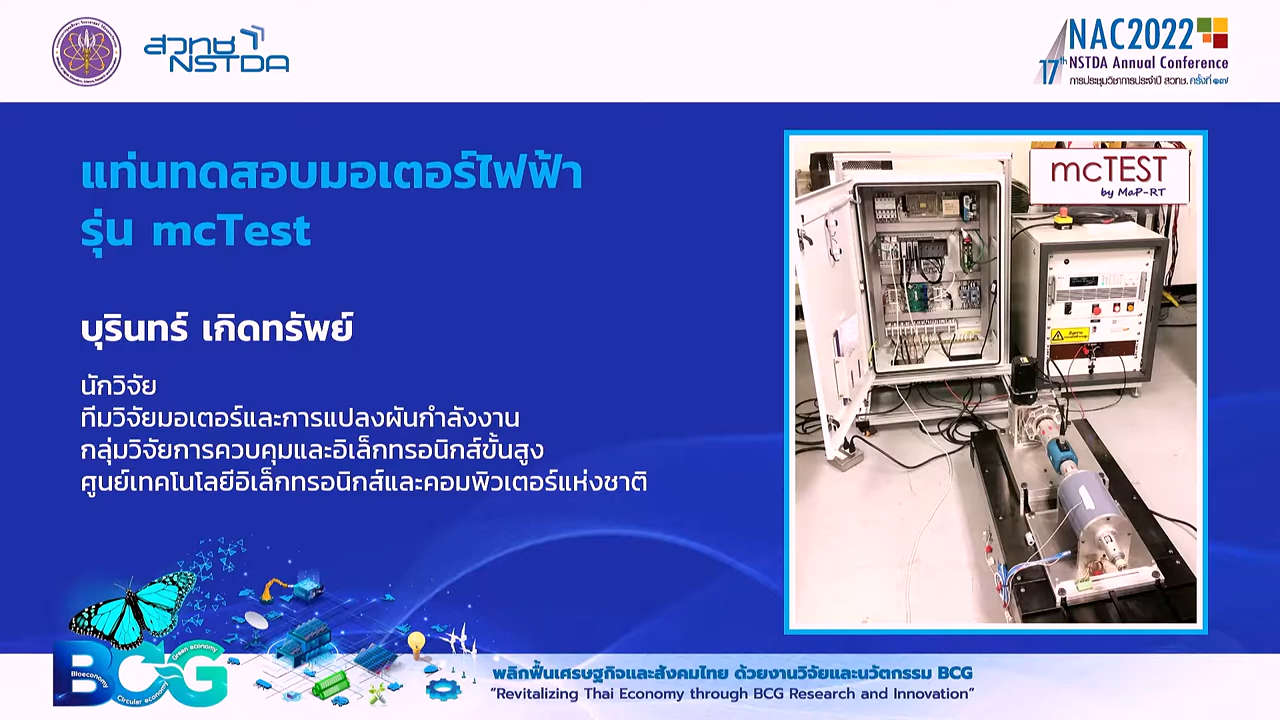 สวทช
NSTDA
NAC2022
17th NSTDA Annual Conference
การประชุมวิชาการประจำปี สวทช. ครั้งที่ ๑๗
แท่นทดสอบมอเตอร์ไฟฟ้า
รุ่น mcTest
mcTEST
by MaP-RT
บุรินทร์ เกิดทรัพย์
นักวิจัย
ทีมวิจัยมอเตอร์และการแปลงผันกำลังงาน
กลุ่มวิจัยการควบคุมและอิเล็กทรอนิกส์ขั้นสูง
ศูนย์เทคโนโลยีอิเล็กทรอนิกส์และคอมพิวเตอร์แห่งชาติ
BCG
Bioeconomy
Circular economy
Green economy
พลิกฟื้นเศรษฐกิจและสังคมไทย ด้วยงานวิจัยและนวัตกรรม BCG
“Revitalizing Thai Economy through BCG Research and Innovation”